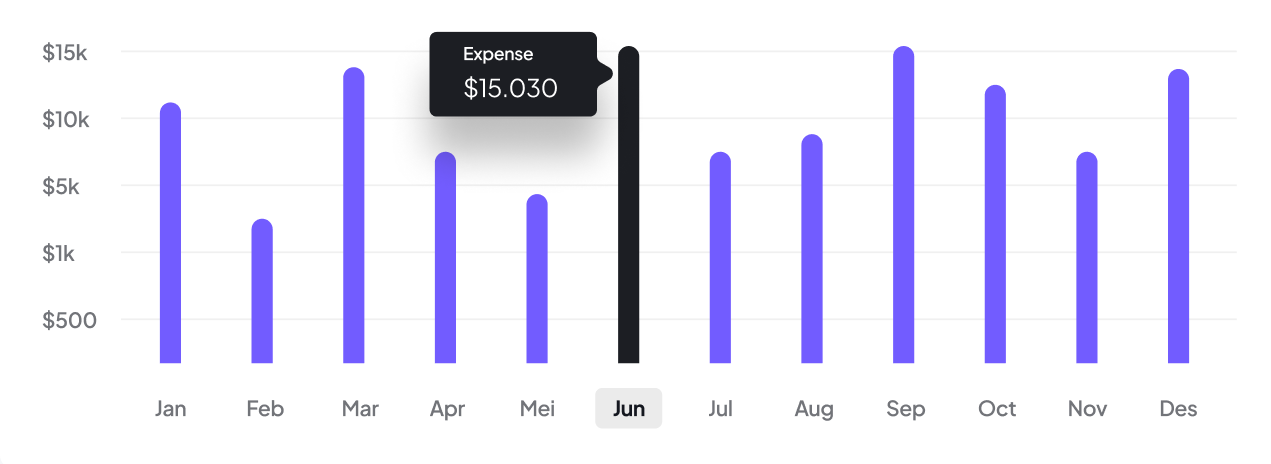 $15k
$10k
$5k
$1k
$500
Expense
$15.030
Jan Feb Mar Apr Mei Jun Jul Aug Sep Oct Nov Des